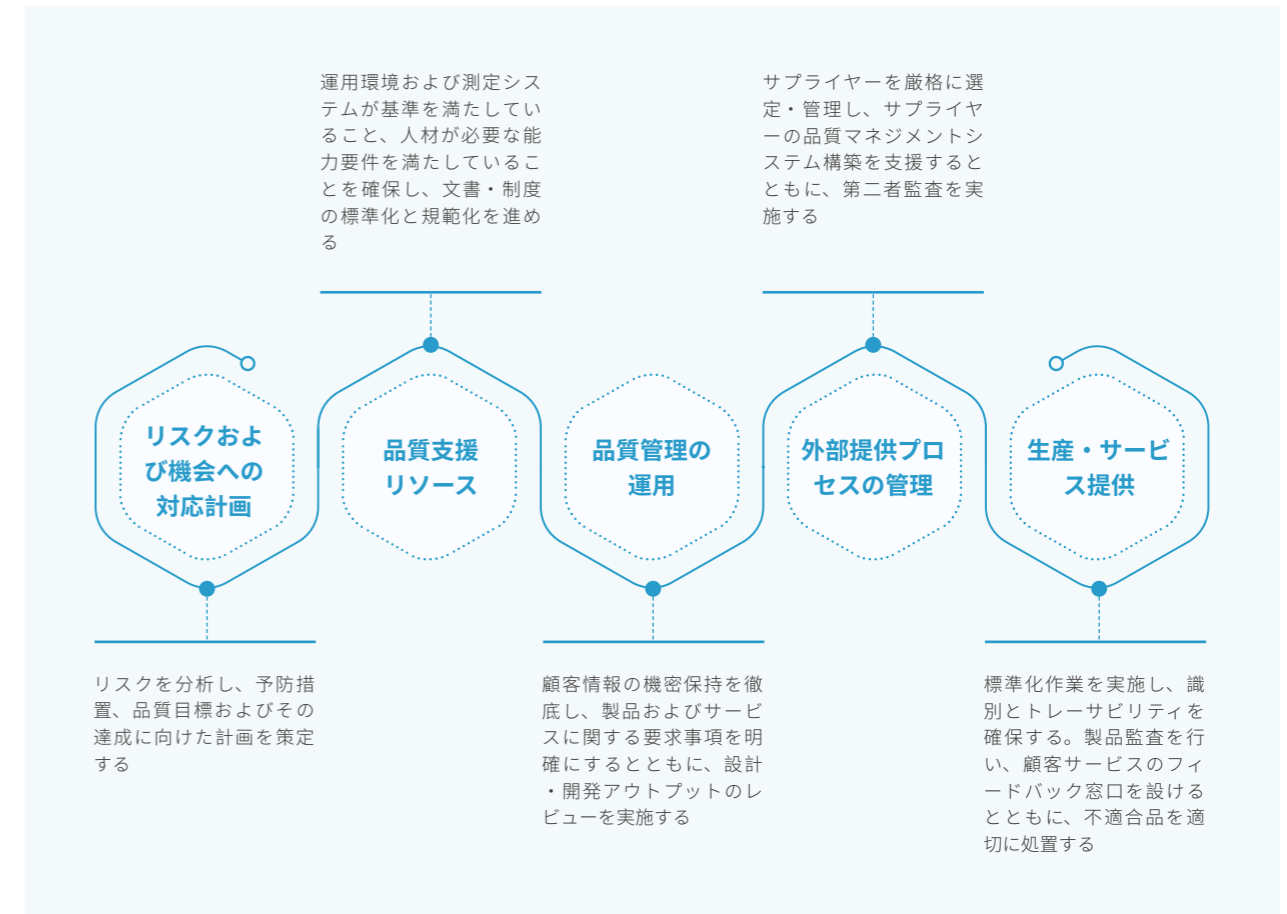 運用環境および測定シス
テムが基準を満たしてい
ること、人材が必要な能
力要件を満たしているこ
とを確保し、文書・制度
の標準化と規範化を進め
る
サプライヤーを厳格に選
定・管理し、サプライヤ
ーの品質マネジメントシ
ステム構築を支援すると
ともに、第二者監査を実
施する
リスクおよ
び機会への
対応計画
品質支援
リソース
品質管理の
運用
外部提供プロ
セスの管理
生産・サービ
ス提供
リスクを分析し、予防措
置、品質目標およびその
達成に向けた計画を策定
する
顧客情報の機密保持を徹
底し、製品およびサービ
スに関する要求事項を明
確にするとともに、設計
・開発アウトプットのレ
ビューを実施する
標準化作業を実施し、識
別とトレーサビリティを
確保する。製品監査を行
い、顧客サービスのフィ
ードバック窓口を設ける
とともに、不適合品を適
切に処置する